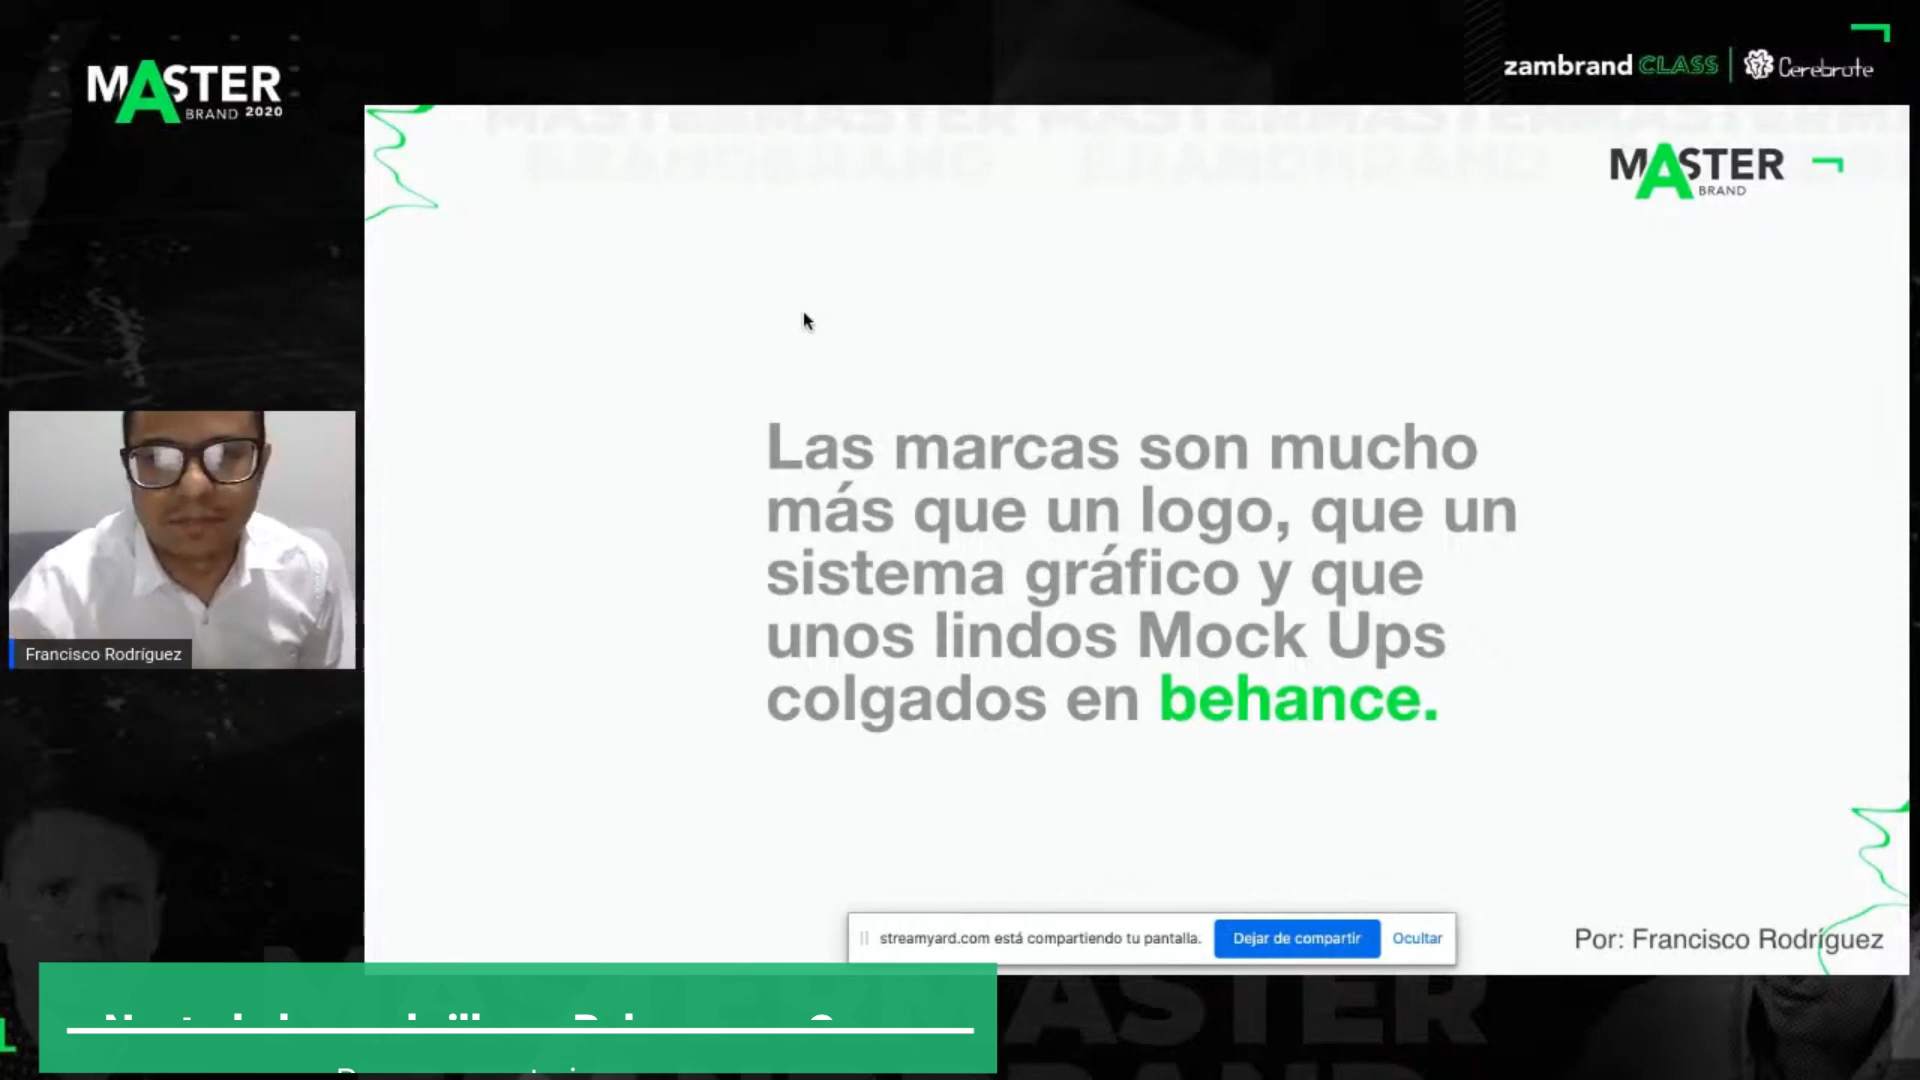 MASTER
BRAND 2020
zambrand CLASS
Cerebrote
MASTER
BRAND
Las marcas son mucho
más que un logo, que un
sistema gráfico y que
unos lindos Mock Ups
colgados en behance.
Francisco Rodríguez
streamyard.com está compartiendo tu pantalla.
Dejar de compartir
Ocultar
Por: Francisco Rodríguez
MASTER